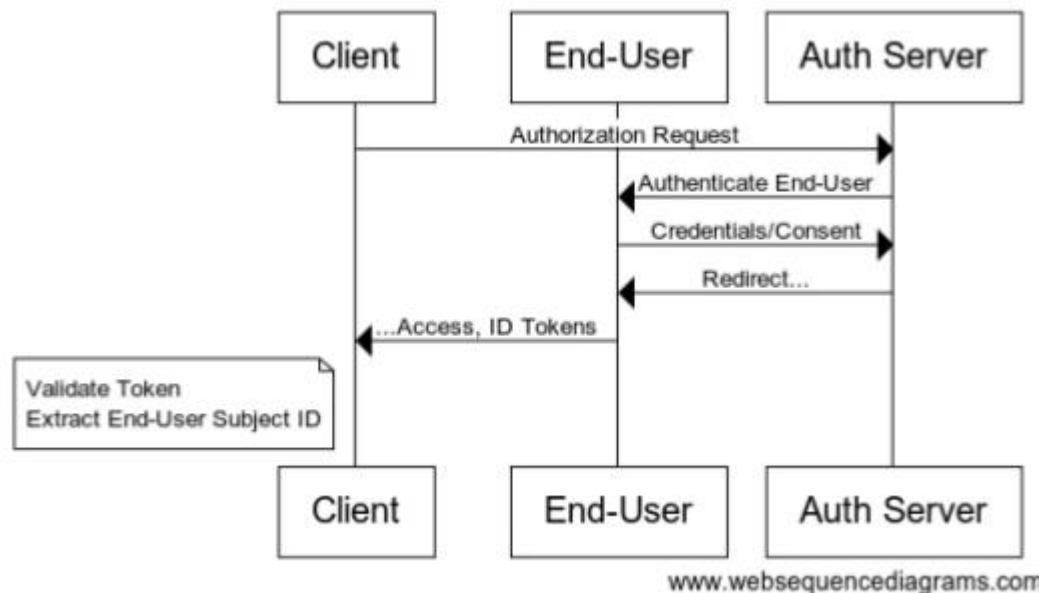 Client
End-User
Auth Server
Authorization Request
Authenticate End-User
Credentials/Consent
Redirect...
...Access, ID Tokens
Validate Token
Extract End-User Subject ID
Client
End-User
Auth Server
www.websequencediagrams.com